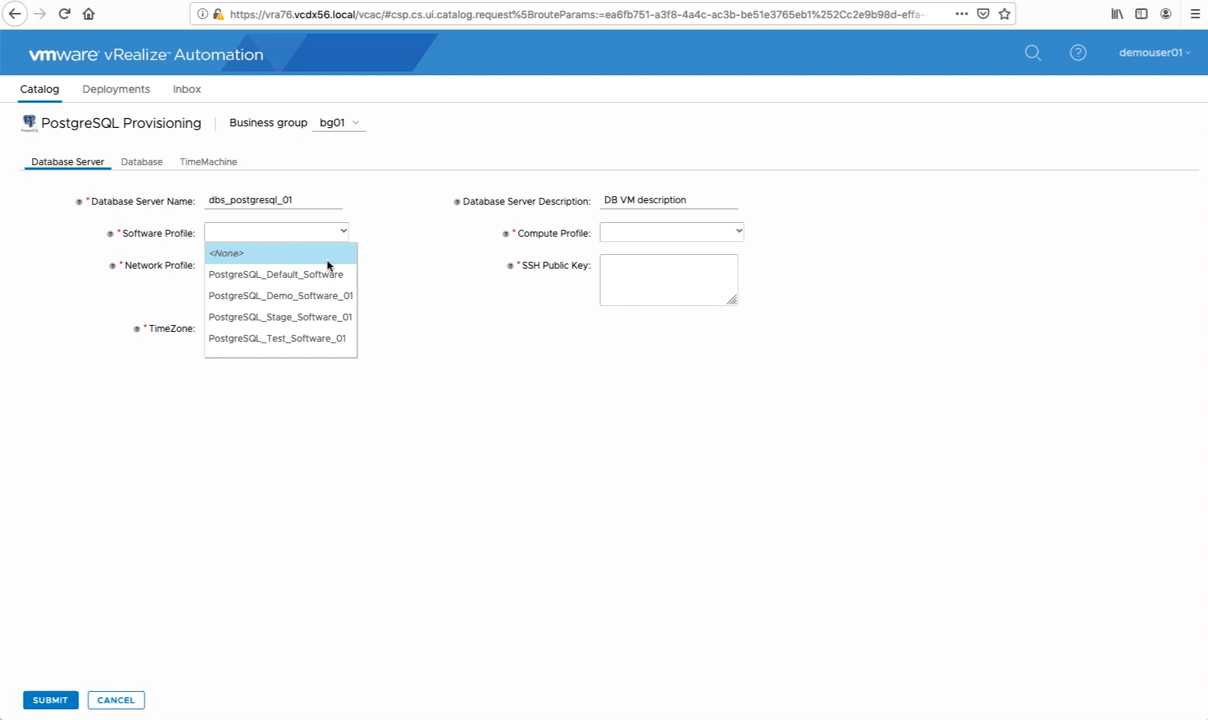 https://vra76.vcdx56.local/vcac/#csp.cs.ui.catalog.request%5BrouteParams:=ea6fb751-a3f8-4a4c-ac3b-be51e3765eb1%252Cc2e9b98d-effa-
vmware vRealize Automation
demouser01
Catalog Deployments Inbox
PostgreSQL Provisioning Business group bg01
Database Server Database TimeMachine
* Database Server Name: dbs_postgresql_01 Database Server Description: DB VM description
* Software Profile: * Compute Profile:
<None>
* Network Profile: * SSH Public Key:
PostgreSQL_Default_Software
PostgreSQL_Demo_Software_01
PostgreSQL_Stage_Software_01
* TimeZone:
PostgreSQL_Test_Software_01
SUBMIT CANCEL